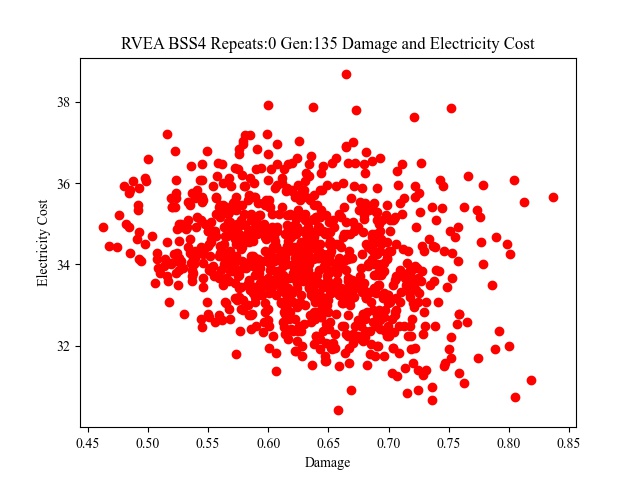 RVEA BSS4 Repeats:0 Gen:135 Damage and Electricity Cost
38
36
34
32
Electricity Cost
0.45 0.50 0.55 0.60 0.65 0.70 0.75 0.80 0.85
Damage